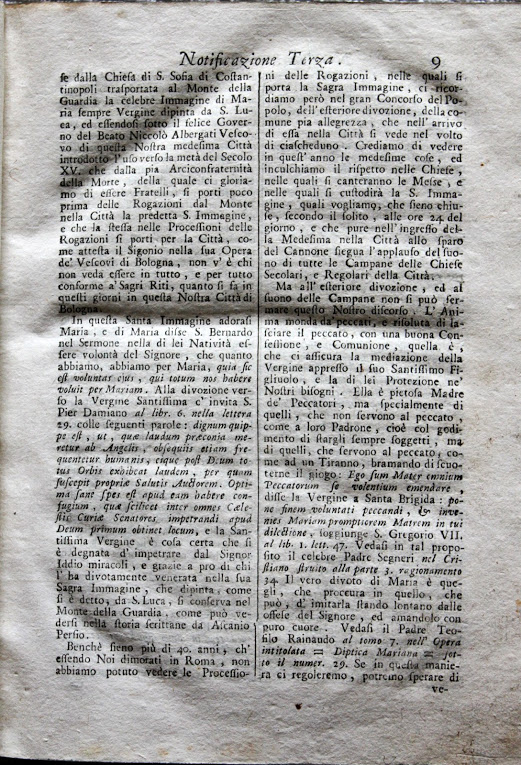 Notificazione Terza. 9
se dalla Chiesa di S. Sofia di Costan-
tinopoli trasportata al Monte della
Guardia la celebre Immagine di Ma-
ria sempre Vergine dipinta da S. Lu-
ca, ed essendosi sotto il felice Gover-
no del Beato Niccolò Albergati Vesco-
vo di questa Nostra medesima Città
introdotto l'uso verso la metà del Secolo
XV. che dalla pia Arciconfraternità
della Morte, della quale ci gloria-
mo di essere Fratelli, si porti poco
prima delle Rogazioni dal Monte
nella Città la predetta S. Immagine,
e che la stessa nelle Processioni delle
Rogazioni si porti per la Città, co-
me attesta il Sigonio nella sua Opera
de' Vescovi di Bologna, non v' è chi
non veda essere in tutto, e per tutto
conforme a' Sagri Riti, quanto si fa in
questi giorni in questa Nostra Città di
Bologna.
In questa Santa Immagine adorasi
Maria, e di Maria disse S. Bernardo
nel Sermone nella di lei Natività es-
sere volontà del Signore, che quanto
abbiamo, abbiamo per Maria, quia sic
est voluntas ejus, qui totum nos habere
voluit per Mariam. Alla divozione ver-
so la Vergine Santissima c' invita S.
Pier Damiano al libr. 6. nella lettera
29. colle seguenti parole: dignum quip-
pe est, ut, quæ laudum præconia me-
retur ab Angelis, obsequiis etiam fre-
quentetur humanis, eique post Deum to-
tus Orbis exhibeat laudem, per quam
suscepit propriæ Salutis Auctorem. Opti-
ma sane spes est apud eam habere con-
fugium, quæ scilicet inter omnes Cæle-
stis Curiæ Senatores impetrandi apud
Deum primum obtinet locum, e la San-
tissima Vergine è cosa certa che si
è degnata d' impetrare dal Signor
Iddio miracoli, e grazie a pro di chi
l' ha divotamente venerata nella sua
Sagra Immagine, che dipinta, come
si è detto, da S. Luca, si conserva nel
Monte della Guardia, come può ve-
dersi nella storia scrittane da Ascanio
Persio.
Benchè sieno più di 40. anni, ch'
essendo Noi dimorati in Roma, non
abbiamo potuto vedere le Processio-
ni delle Rogazioni, nelle quali si
porta la Sagra Immagine, ci ricor-
diamo però nel gran Concorso del Po-
polo, dell'esteriore divozione, della co-
mune pia allegrezza, che nell' arrivo
di essa nella Città si vede nel volto
di ciascheduno. Crediamo di vedere
in quest' anno le medesime cose, ed
inculchiamo il rispetto nelle Chiese,
nelle quali si canteranno le Messe, e
nelle quali si custodirà la S. Imma-
gine, quali vogliamo, che sieno chiu-
se, secondo il solito, alle ore 24. del
giorno, e che pure nell' ingresso del-
la Medesima nella Città allo sparo
del Cannone siegua l' applauso del suo-
no di tutte le Campane delle Chiese
Secolari, e Regolari della Città.
Ma all' esteriore divozione, ed al
suono delle Campane non si può fer-
mare questo Nostro discorso. L' Ani-
ma monda da' peccati, e risoluta di la-
sciare il peccato, con una buona Con-
fessione, e Comunione, quella è,
che ci assicura la mediazione della
Vergine appresso il suo Santissimo Fi-
gliuolo, e la di lei Protezione ne'
Nostri bisogni. Ella è pietosa Madre
de' Peccatori, ma specialmente di
quelli, che non servono al peccato,
come a loro Padrone, cioè col godi-
mento di stargli sempre soggetti, ma
di quelli, che servono al peccato, co-
me ad un Tiranno, bramando di scuo-
terne il giogo: Ego sum Mater omnium
Peccatorum se volentium emendare,
disse la Vergine a Santa Brigida: po-
ne finem voluntati peccandi, & inve-
nies Mariam promptiorem Matrem in tui
dilectione, soggiunge S. Gregorio VII.
al lib. 1. lett. 47. Vedasi in tal propo-
sito il celebre Padre Segneri nel Cri-
stiano struito alla parte 3. regionamento
34. Il vero divoto di Maria è que-
gli, che procura in quello, che
può, d' imitarla stando lontano dalle
offese del Signore, ed amandolo con
puro cuore. Vedasi il Padre Teo-
filo Rainaudo al tomo 7. nell' Opera
intitolata = Diptica Mariana = sot-
to il numer. 29. Se in questa manie-
ra ci regoleremo, potremo sperare di
ve-